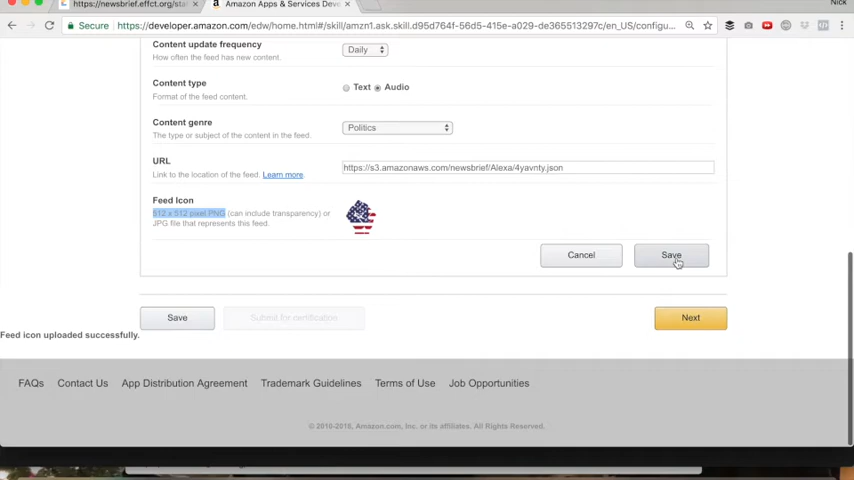 Nick
https://newsbrief.effct.org/sta
Amazon Apps & Services Deve
Secure
https://developer.amazon.com/edw/home.html#/skill/amzn1.ask.skill.d95d764f-56d5-415e-a029-de365513297c/en_US/configu...
Content update frequency
How often the feed has new content.
Daily
Content type
Format of the feed content.
Text
Audio
Content genre
The type or subject of the content in the feed.
Politics
URL
Link to the location of the feed. Learn more.
https://s3.amazonaws.com/newsbrief/Alexa/4yavnty.json
Feed Icon
512 x 512 pixel PNG (can include transparency) or
JPG file that represents this feed.
Cancel
Save
Save
Submit for certification
Next
Feed icon uploaded successfully.
FAQs
Contact Us
App Distribution Agreement
Trademark Guidelines
Terms of Use
Job Opportunities
© 2010-2016, Amazon.com, Inc. or its affiliates. All Rights Reserved.